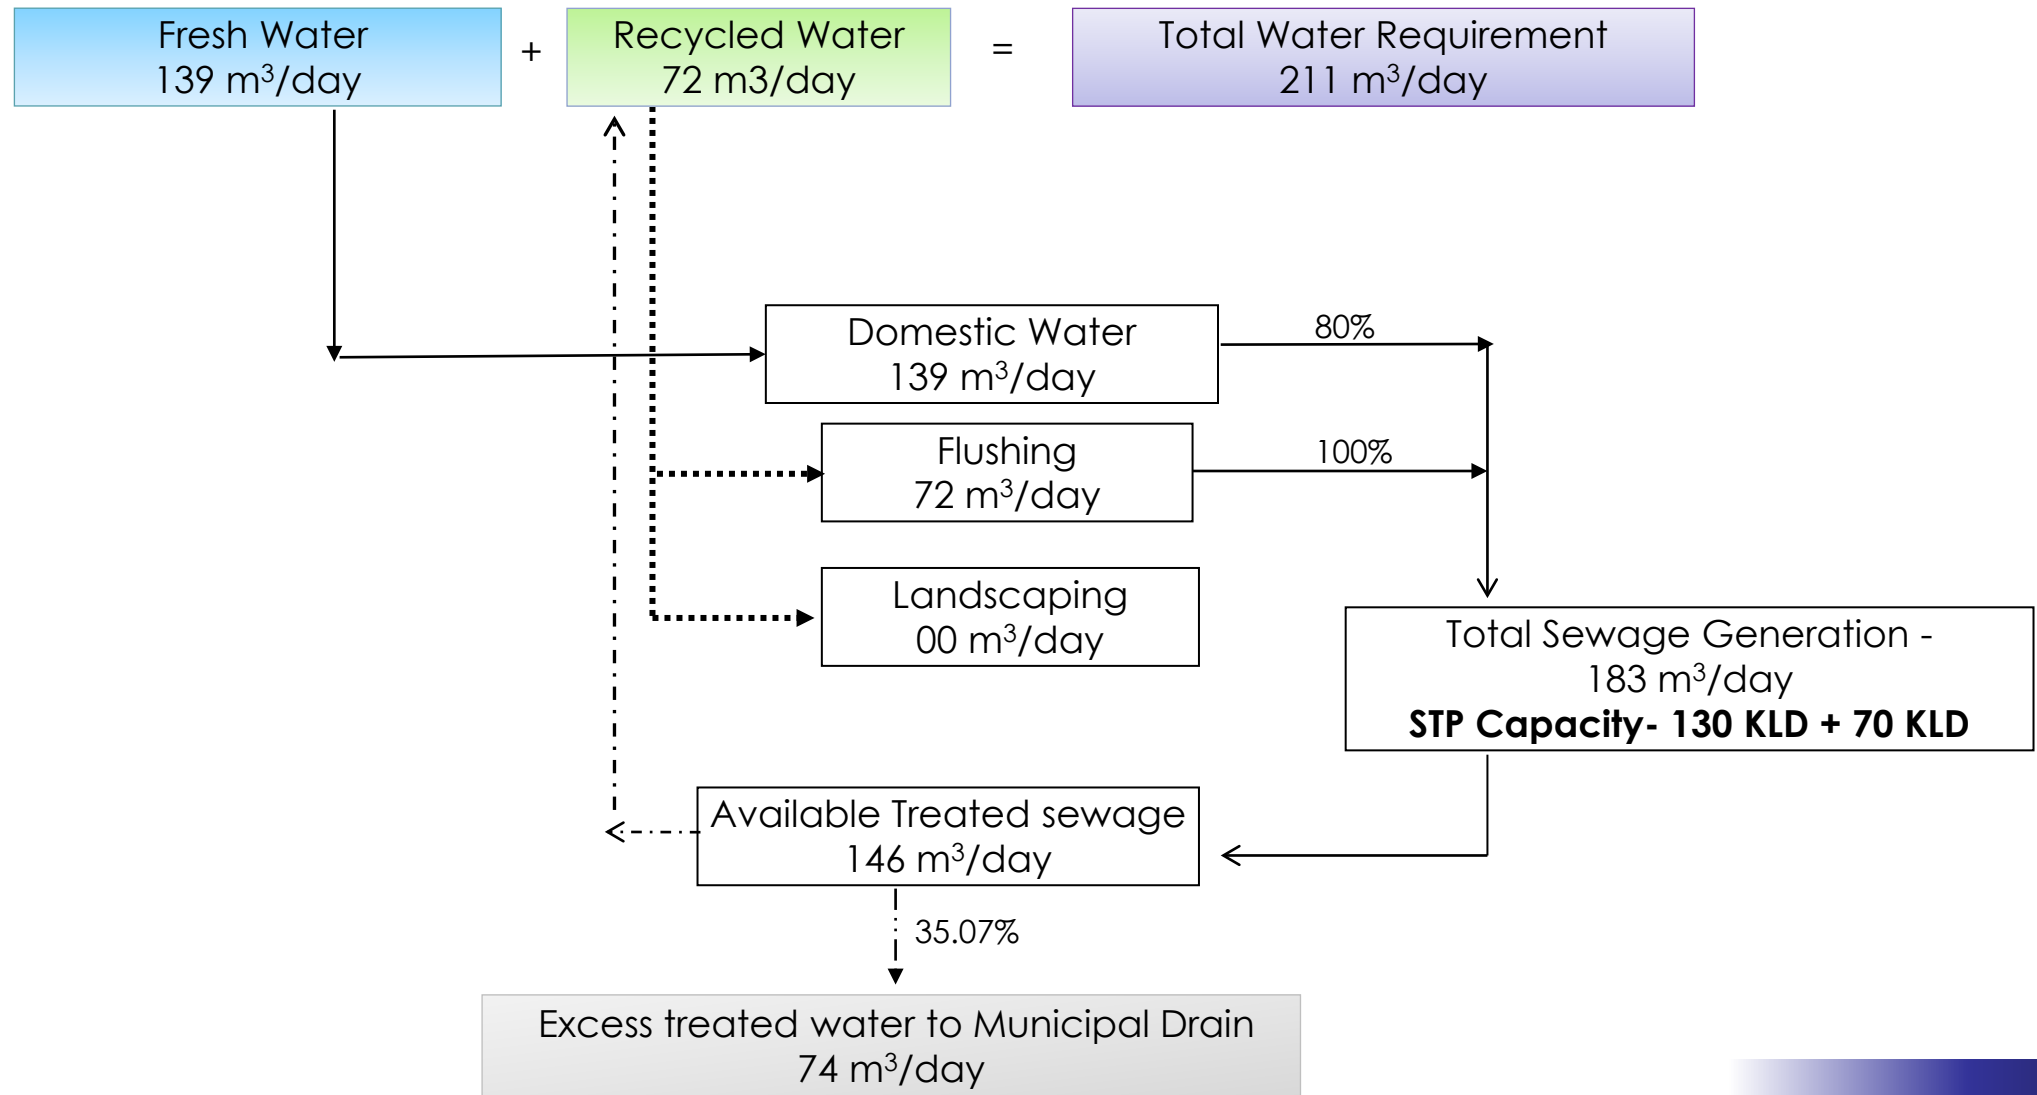 Fresh Water
139 m³/day
+
Recycled Water
72 m3/day
=
Total Water Requirement
211 m³/day
Domestic Water
139 m³/day
80%
Flushing
72 m³/day
100%
Landscaping
00 m³/day
Total Sewage Generation -
183 m³/day
STP Capacity- 130 KLD + 70 KLD
Available Treated sewage
146 m³/day
35.07%
Excess treated water to Municipal Drain
74 m³/day